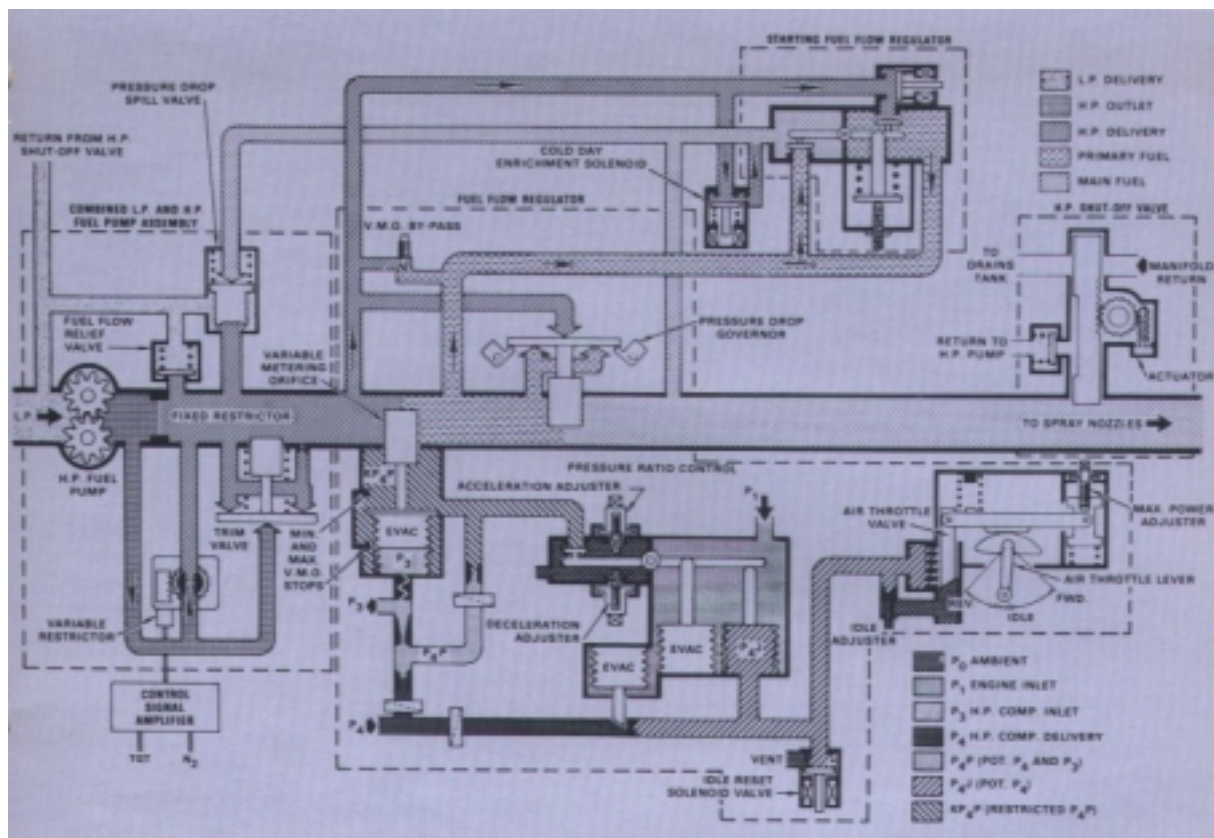 STARTING FUEL FLOW REGULATOR
PRESSURE DROP
SPILL VALVE
RETURN FROM H.P.
SHUT-OFF VALVE
COLD DAY
ENRICHMENT SOLENOID
L.P. DELIVERY
H.P. OUTLET
H.P. DELIVERY
PRIMARY FUEL
MAIN FUEL
COMBINED L.P. AND H.P.
FUEL PUMP ASSEMBLY
FUEL FLOW REGULATOR
V.M.O. BY-PASS
H.P. SHUT-OFF VALVE
TO
DRAINS
TANK
MANIFOLD
RETURN
FUEL FLOW
RELIEF
VALVE
VARIABLE
METERING
ORIFICE
PRESSURE DROP
GOVERNOR
RETURN TO
H.P. PUMP
ACTUATOR
L.P.
FIXED RESTRICTOR
TO SPRAY NOZZLES
H.P. FUEL
PUMP
TRIM
VALVE
MIN.
AND
MAX.
V.M.O.
STOPS
KP₄P
EVAC
P₃
PRESSURE RATIO CONTROL
ACCELERATION ADJUSTER
P₁
AIR THROTTLE
VALVE
MAX. POWER
ADJUSTER
AIR THROTTLE LEVER
REV.
FWD.
IDLE
IDLE
ADJUSTER
VARIABLE
RESTRICTOR
P₃
P₄P
DECELERATION
ADJUSTER
EVAC
EVAC
P₄J
CONTROL
SIGNAL
AMPLIFIER
TGT
N₂
P₄
VENT
IDLE RESET
SOLENOID VALVE
P₀ AMBIENT
P₁ ENGINE INLET
P₃ H.P. COMP. INLET
P₄ H.P. COMP. DELIVERY
P₄P (POT. P₄ AND P₃)
P₄J (POT. P₄)
KP₄P (RESTRICTED P₄P)